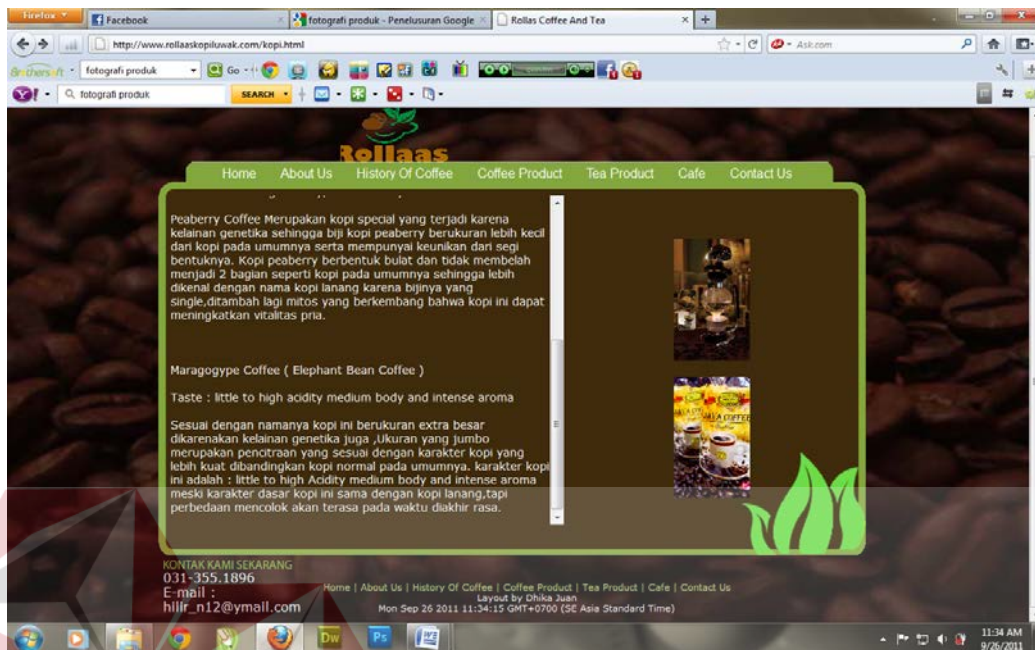 Firefox
Facebook
fotografi produk - Penelusuran Google
Rollas Coffee And Tea
http://www.rollaaskopiluwak.com/kopi.html
Ask.com
fotografi produk
Go
fotografi produk
SEARCH
Rollaas
Home About Us History Of Coffee Coffee Product Tea Product Cafe Contact Us
Peaberry Coffee Merupakan kopi special yang terjadi karena
kelainan genetika sehingga biji kopi peaberry berukuran lebih kecil
dari kopi pada umumnya serta mempunyai keunikan dari segi
bentuknya. Kopi peaberry berbentuk bulat dan tidak membelah
menjadi 2 bagian seperti kopi pada umumnya sehingga lebih
dikenal dengan nama kopi lanang karena bijinya yang
single,ditambah lagi mitos yang berkembang bahwa kopi ini dapat
meningkatkan vitalitas pria.
Maragogype Coffee ( Elephant Bean Coffee )
Taste : little to high acidity medium body and intense aroma
Sesuai dengan namanya kopi ini berukuran extra besar
dikarenakan kelainan genetika juga ,Ukuran yang jumbo
merupakan pencitraan yang sesuai dengan karakter kopi yang
lebih kuat dibandingkan kopi normal pada umumnya. karakter kopi
ini adalah : little to high Acidity medium body and intense aroma
meski karakter dasar kopi ini sama dengan kopi lanang,tapi
perbedaan mencolok akan terasa pada waktu diakhir rasa.
KONTAK KAMI SEKARANG
031-355.1896
E-mail :
hillr_n12@ymail.com
Home | About Us | History Of Coffee | Coffee Product | Tea Product | Cafe | Contact Us
Layout by Dhika Juan
Mon Sep 26 2011 11:34:15 GMT+0700 (SE Asia Standard Time)
Dw
Ps
11:34 AM
9/26/2011